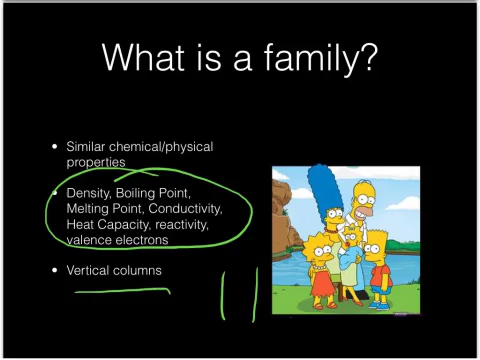 What is a family?
• Similar chemical/physical
properties
• Density, Boiling Point,
Melting Point, Conductivity,
Heat Capacity, reactivity,
valence electrons
• Vertical columns